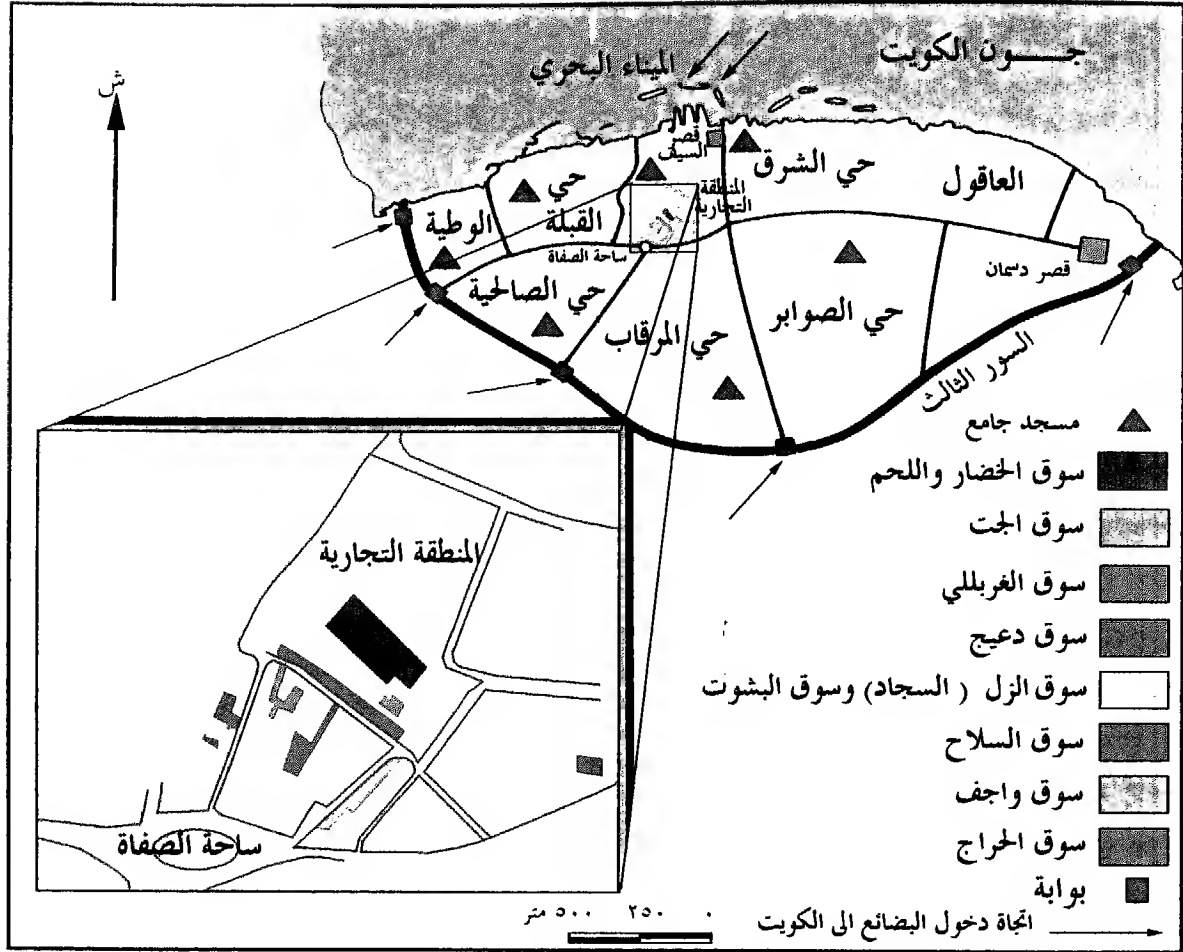 جـــــون الكويت
الميناء البحري
ش
قصر
السيف
حي الشرق
العاقول
المنطقة
التجارية
حي
القبلة
الوطية
ساحة الصفاة
حي الصالحية
حي المرقاب
حي الصوابر
قصر دسمان
السور الثالث
مسجد جامع
سوق الخضار واللحم
سوق الجت
سوق الغربللي
سوق دعيج
سوق الزل ( السجاد) وسوق البشوت
سوق السلاح
سوق واجف
سوق الحراج
بوابة
اتجاة دخول البضائع الى الكويت
المنطقة التجارية
ساحة الصفاة
٠ ٢٥٠ ٥٠٠ متر